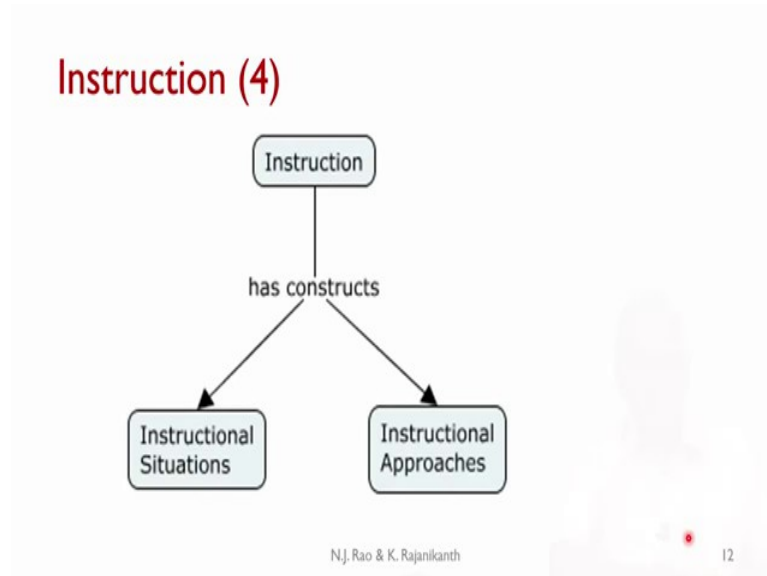 Instruction (4)
Instruction
has constructs
Instructional
Situations
Instructional
Approaches
N.J. Rao & K. Rajanikanth
12